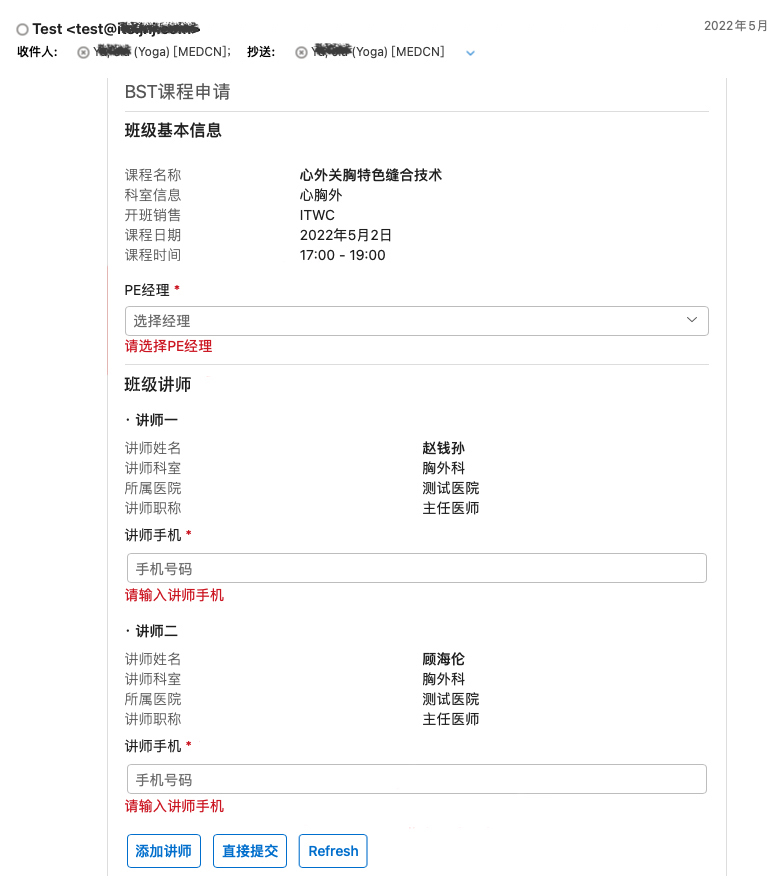 Test <test@
2022年5月
收件人: (Yoga) [MEDCN]; 抄送: (Yoga) [MEDCN]
BST课程申请
班级基本信息
课程名称 心外关胸特色缝合技术
科室信息 心胸外
开班销售 ITWC
课程日期 2022年5月2日
课程时间 17:00 - 19:00
PE经理 *
选择经理
请选择PE经理
班级讲师
· 讲师一
讲师姓名 赵钱孙
讲师科室 胸外科
所属医院 测试医院
讲师职称 主任医师
讲师手机 *
手机号码
请输入讲师手机
· 讲师二
讲师姓名 顾海伦
讲师科室 胸外科
所属医院 测试医院
讲师职称 主任医师
讲师手机 *
手机号码
请输入讲师手机
添加讲师 直接提交 Refresh